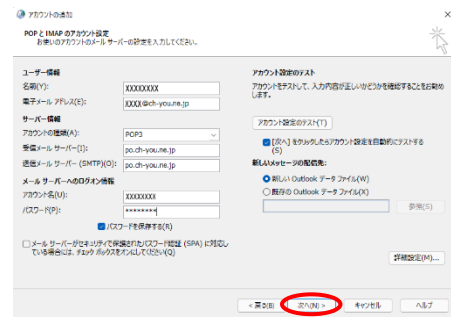 アカウントの追加
POP と IMAP のアカウント設定
お使いのアカウントのメール サーバーの設定を入力してください。
ユーザー情報
名前(Y):
XXXXXXXX
電子メール アドレス(E):
XXXX@ch-you.ne.jp
サーバー情報
アカウントの種類(A):
POP3
受信メール サーバー(I):
po.ch-you.ne.jp
送信メール サーバー (SMTP)(O):
po.ch-you.ne.jp
メール サーバーへのログオン情報
アカウント名(U):
XXXXXXXX
パスワード(P):
********
パスワードを保存する(R)
メール サーバーがセキュリティで保護されたパスワード認証 (SPA) に対応し
ている場合には、チェック ボックスをオンにしてください(Q)
アカウント設定のテスト
アカウントをテストして、入力内容が正しいかどうかを確認することをお勧め
します。
アカウント設定のテスト(T)
[次へ] をクリックしたらアカウント設定を自動的にテストする
(S)
新しいメッセージの配信先:
新しい Outlook データ ファイル(W)
既存の Outlook データ ファイル(X)
参照(S)
詳細設定(M)...
< 戻る(B)
次へ(N) >
キャンセル
ヘルプ